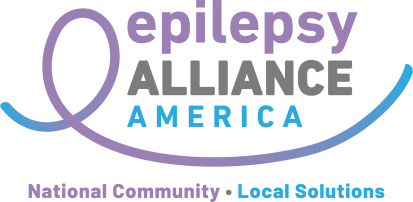 epilepsy
ALLIANCE
AMERICA
National Community • Local Solutions